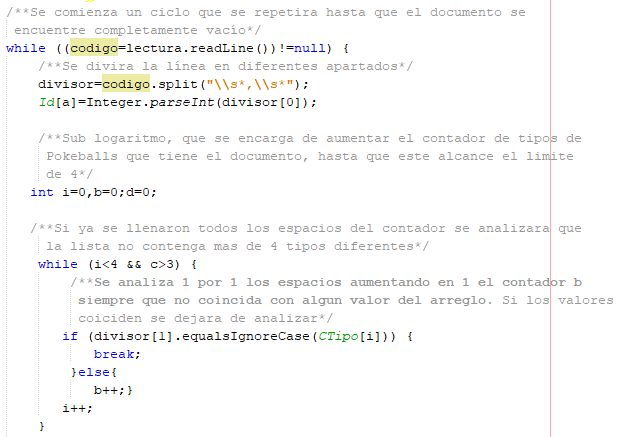 /**Se comienza un ciclo que se repetira hasta que el documento se
encuentre completamente vacío*/
while ((codigo=lectura.readLine())!=null) {
/**Se divira la línea en diferentes apartados*/
divisor=codigo.split("\\s*,\\s*");
Id[a]=Integer.parseInt(divisor[0]);
/**Sub logaritmo, que se encarga de aumentar el contador de tipos de
Pokeballs que tiene el documento, hasta que este alcance el limite
de 4*/
int i=0,b=0;d=0;
/**Si ya se llenaron todos los espacios del contador se analizara que
la lista no contenga mas de 4 tipos diferentes*/
while (i<4 && c>3) {
/**Se analiza 1 por 1 los espacios aumentando en 1 el contador b
siempre que no coincida con algun valor del arreglo. Si los valores
coiciden se dejara de analizar*/
if (divisor[1].equalsIgnoreCase(CTipo[i])) {
break;
}else{
b++;}
i++;
}